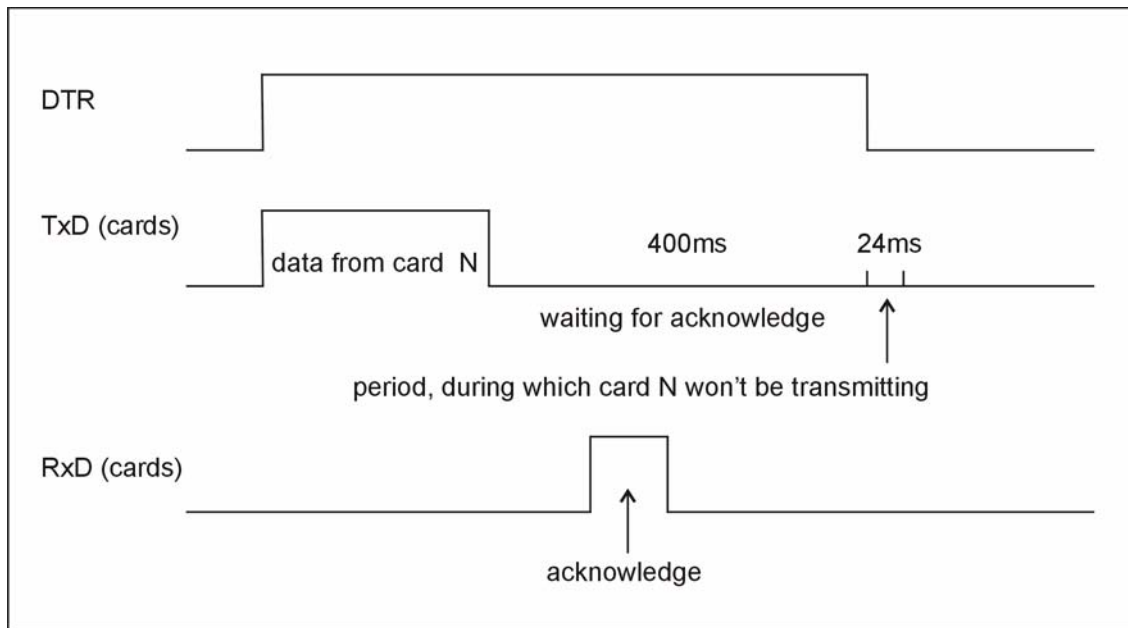 DTR
TxD (cards)
data from card N
400ms
24ms
waiting for acknowledge
period, during which card N won't be transmitting
RxD (cards)
acknowledge